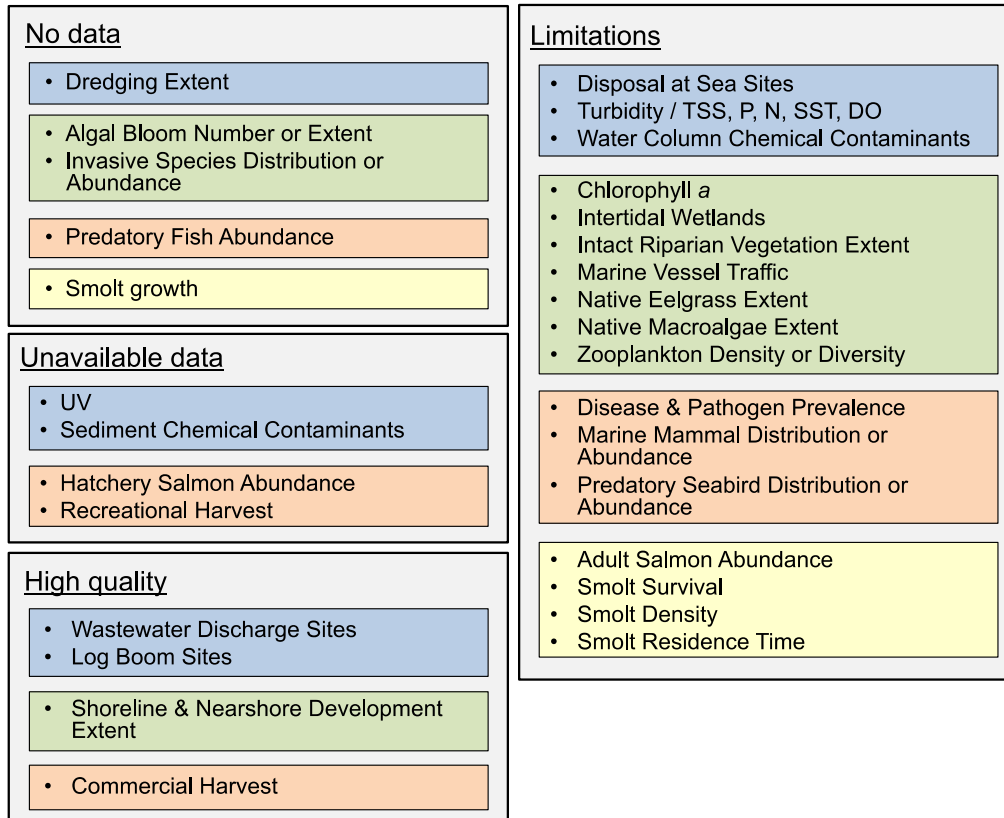 No data
• Dredging Extent
• Algal Bloom Number or Extent
• Invasive Species Distribution or
Abundance
• Predatory Fish Abundance
• Smolt growth
Unavailable data
• UV
• Sediment Chemical Contaminants
• Hatchery Salmon Abundance
• Recreational Harvest
High quality
• Wastewater Discharge Sites
• Log Boom Sites
• Shoreline & Nearshore Development
Extent
• Commercial Harvest
Limitations
• Disposal at Sea Sites
• Turbidity / TSS, P, N, SST, DO
• Water Column Chemical Contaminants
• Chlorophyll a
• Intertidal Wetlands
• Intact Riparian Vegetation Extent
• Marine Vessel Traffic
• Native Eelgrass Extent
• Native Macroalgae Extent
• Zooplankton Density or Diversity
• Disease & Pathogen Prevalence
• Marine Mammal Distribution or
Abundance
• Predatory Seabird Distribution or
Abundance
• Adult Salmon Abundance
• Smolt Survival
• Smolt Density
• Smolt Residence Time